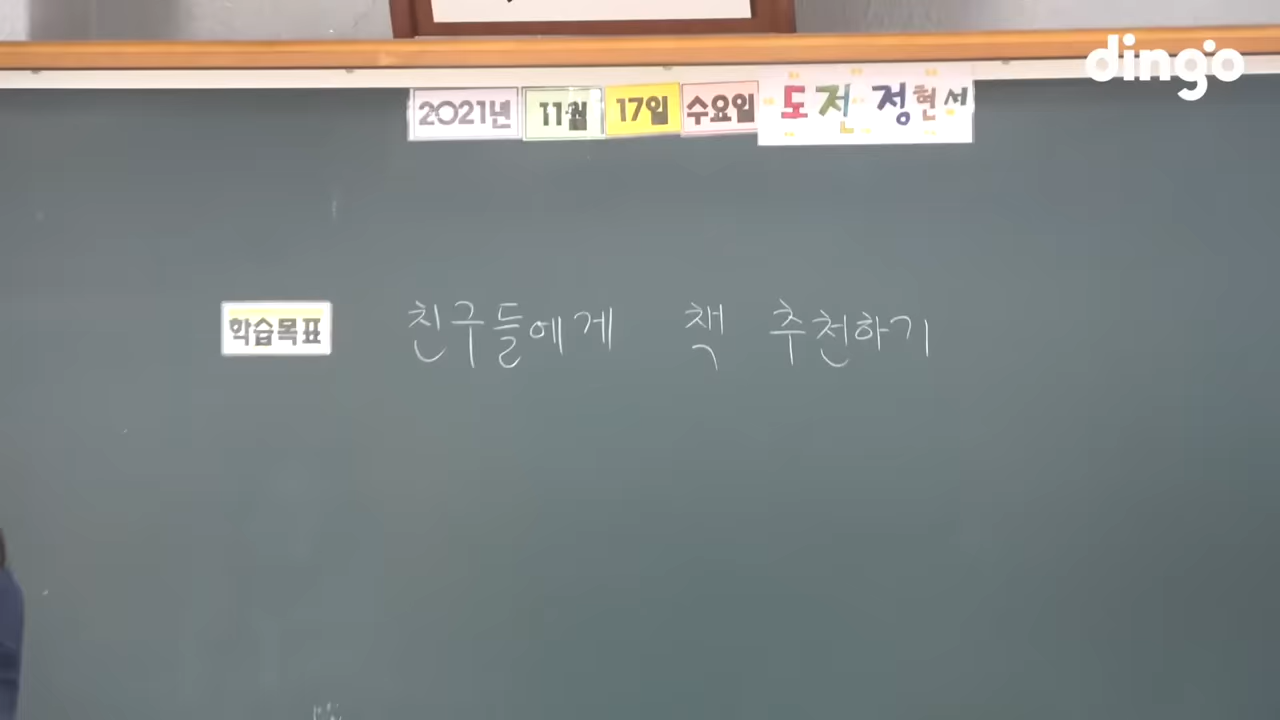 dingo
2021년 11월 17일 수요일 도전 정현서
학습목표 친구들에게 책 추천하기